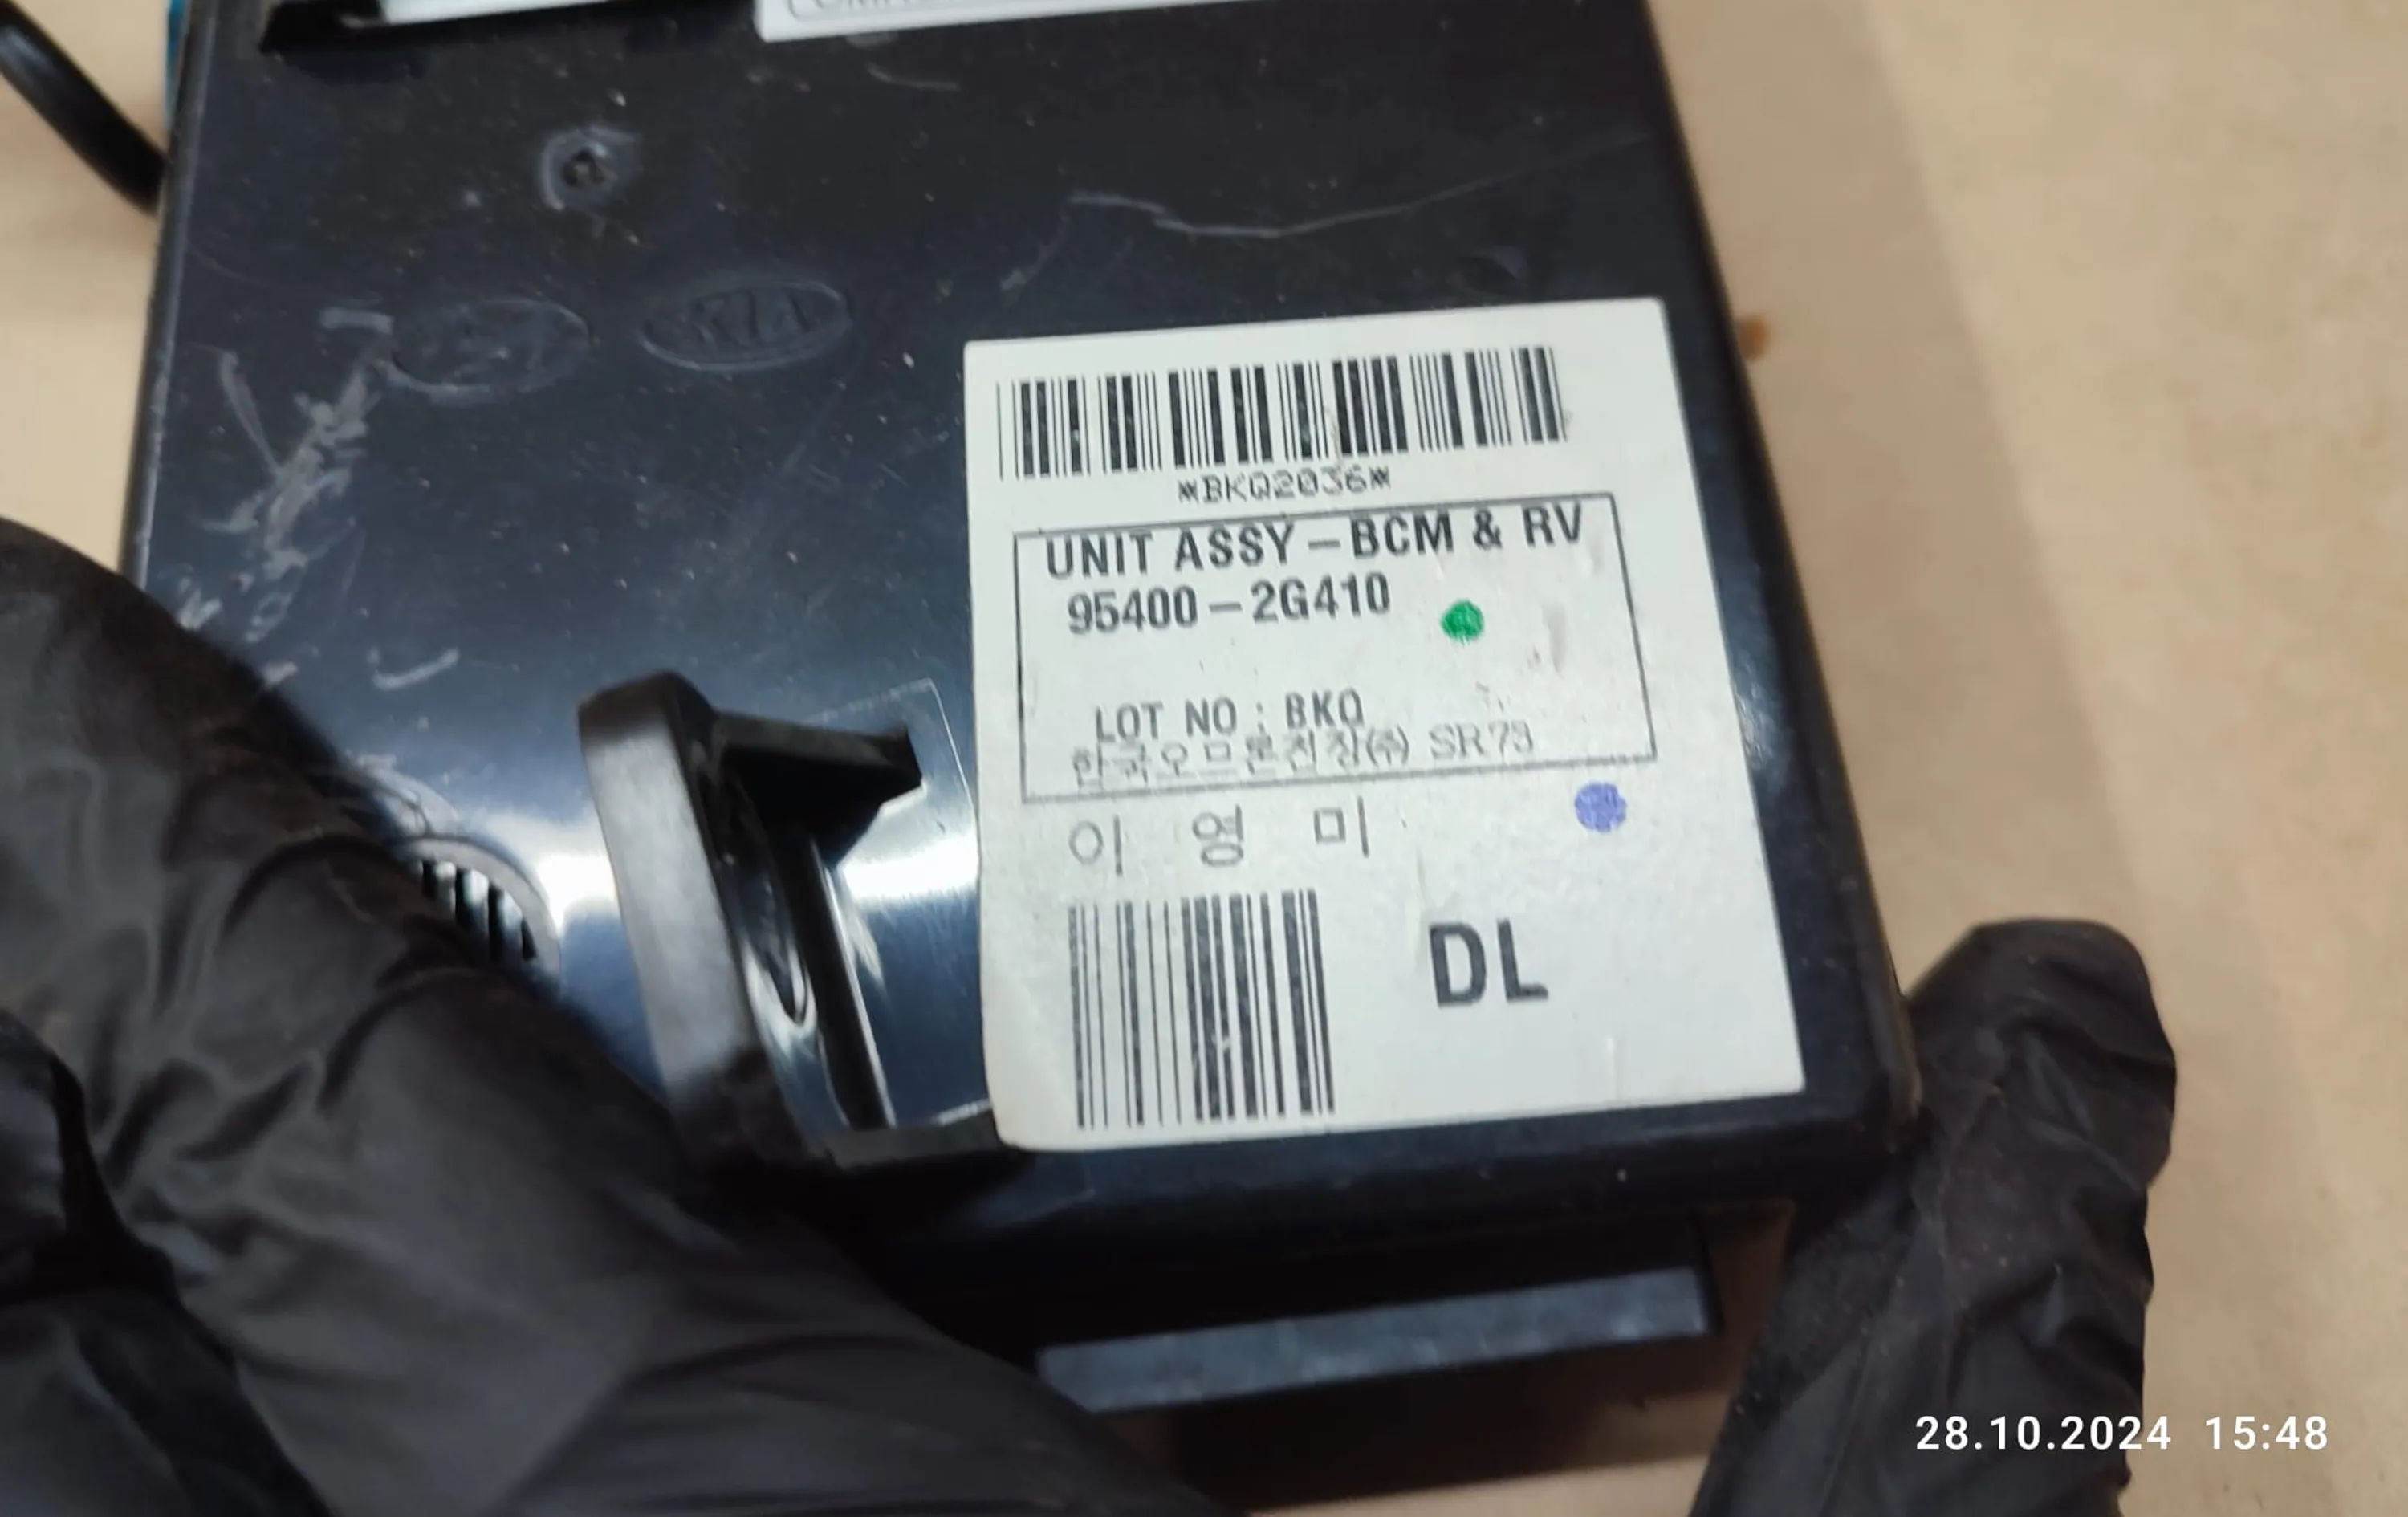 KIA
*BKQ2036*
UNIT ASSY-BCM & RV
95400-2G410
LOT NO : BKQ
한국오므론전장(주) SR73
이 영 미
DL
28.10.2024 15:48